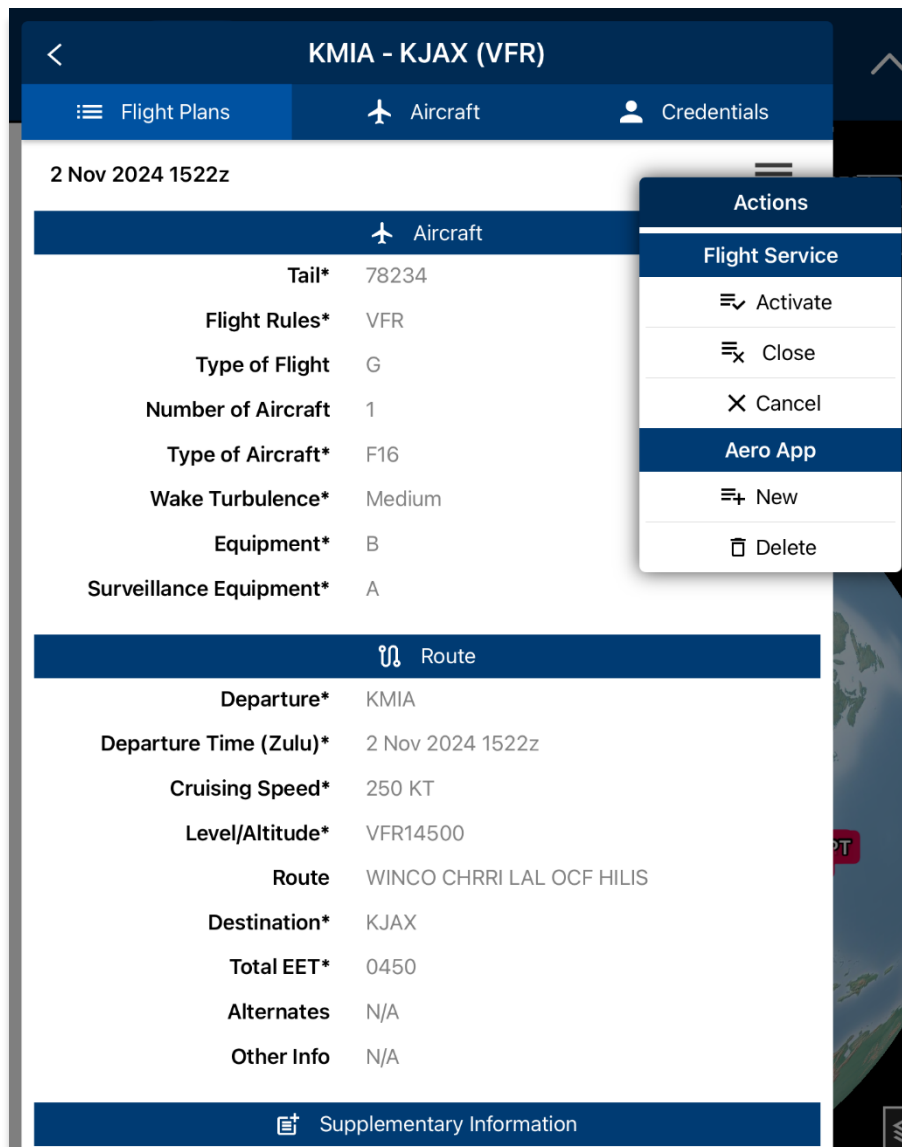 KMIA - KJAX (VFR)
Flight Plans Aircraft Credentials
2 Nov 2024 1522z
Actions
Flight Service
Activate
Close
Cancel
Aero App
New
Delete
Aircraft
Tail* 78234
Flight Rules* VFR
Type of Flight G
Number of Aircraft 1
Type of Aircraft* F16
Wake Turbulence* Medium
Equipment* B
Surveillance Equipment* A
Route
Departure* KMIA
Departure Time (Zulu)* 2 Nov 2024 1522z
Cruising Speed* 250 KT
Level/Altitude* VFR14500
Route WINCO CHRRI LAL OCF HILIS
Destination* KJAX
Total EET* 0450
Alternates N/A
Other Info N/A
Supplementary Information